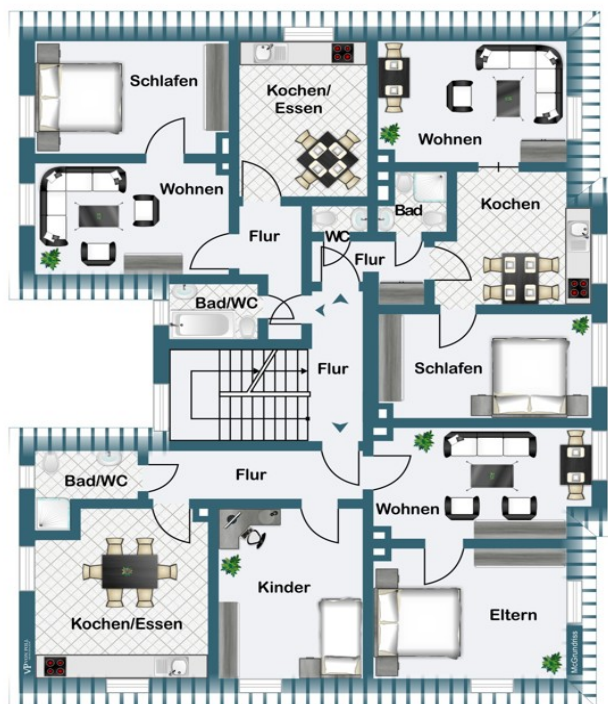 Schlafen
Kochen/
Essen
Wohnen
Wohnen
Bad
Kochen
Flur
WC
Flur
Bad/WC
Flur
Schlafen
Bad/WC
Flur
Wohnen
Kinder
Eltern
Kochen/Essen
McGrundriss